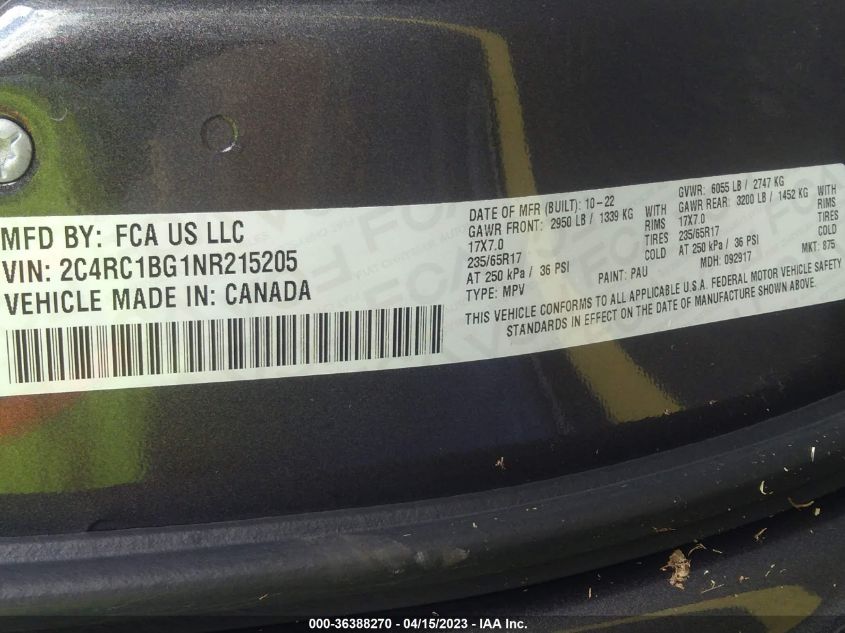 MFD BY: FCA US LLC
VIN: 2C4RC1BG1NR215205
VEHICLE MADE IN: CANADA
DATE OF MFR (BUILT): 10-22 GVWR: 6055 LB / 2747 KG
GAWR FRONT: 2950 LB / 1339 KG WITH GAWR REAR: 3200 LB / 1452 KG WITH
17X7.0 RIMS 17X7.0 RIMS
235/65R17 TIRES 235/65R17 TIRES
AT 250 kPa / 36 PSI COLD AT 250 kPa / 36 PSI COLD
TYPE: MPV PAINT: PAU MDH: 092917 MKT: 875
THIS VEHICLE CONFORMS TO ALL APPLICABLE U.S.A. FEDERAL MOTOR VEHICLE SAFETY
STANDARDS IN EFFECT ON THE DATE OF MANUFACTURE SHOWN ABOVE.
000-36388270 - 04/15/2023 - IAA Inc.